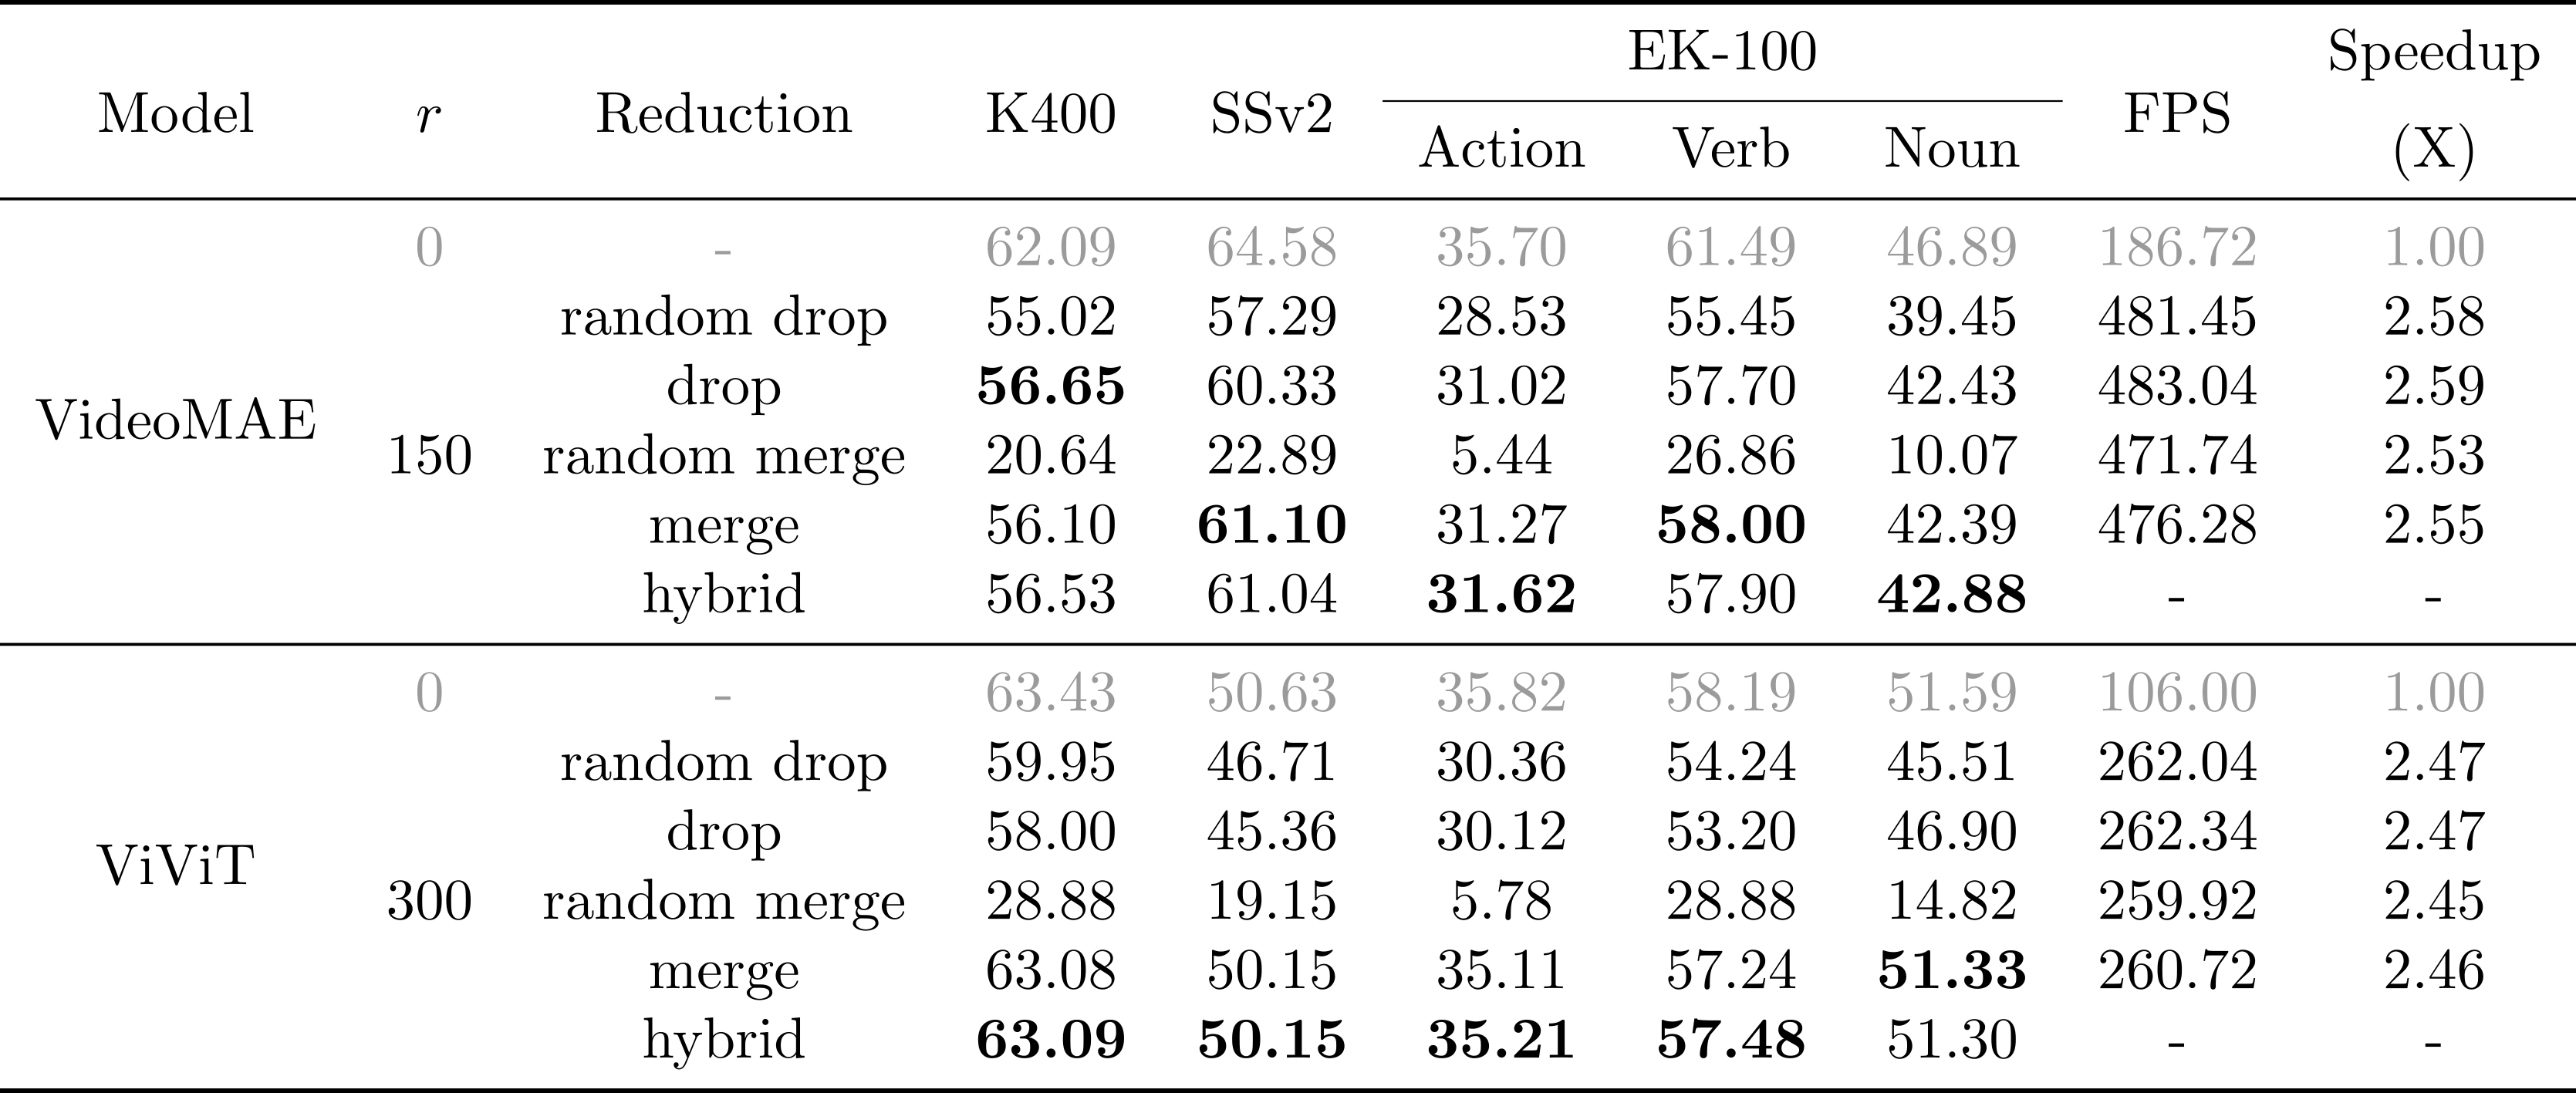 Model r Reduction K400 SSv2 EK-100 FPS Speedup
Action Verb Noun (X)
0 - 62.09 64.58 35.70 61.49 46.89 186.72 1.00
random drop 55.02 57.29 28.53 55.45 39.45 481.45 2.58
drop 56.65 60.33 31.02 57.70 42.43 483.04 2.59
VideoMAE
150 random merge 20.64 22.89 5.44 26.86 10.07 471.74 2.53
merge 56.10 61.10 31.27 58.00 42.39 476.28 2.55
hybrid 56.53 61.04 31.62 57.90 42.88 - -
0 - 63.43 50.63 35.82 58.19 51.59 106.00 1.00
random drop 59.95 46.71 30.36 54.24 45.51 262.04 2.47
drop 58.00 45.36 30.12 53.20 46.90 262.34 2.47
ViViT
300 random merge 28.88 19.15 5.78 28.88 14.82 259.92 2.45
merge 63.08 50.15 35.11 57.24 51.33 260.72 2.46
hybrid 63.09 50.15 35.21 57.48 51.30 - -